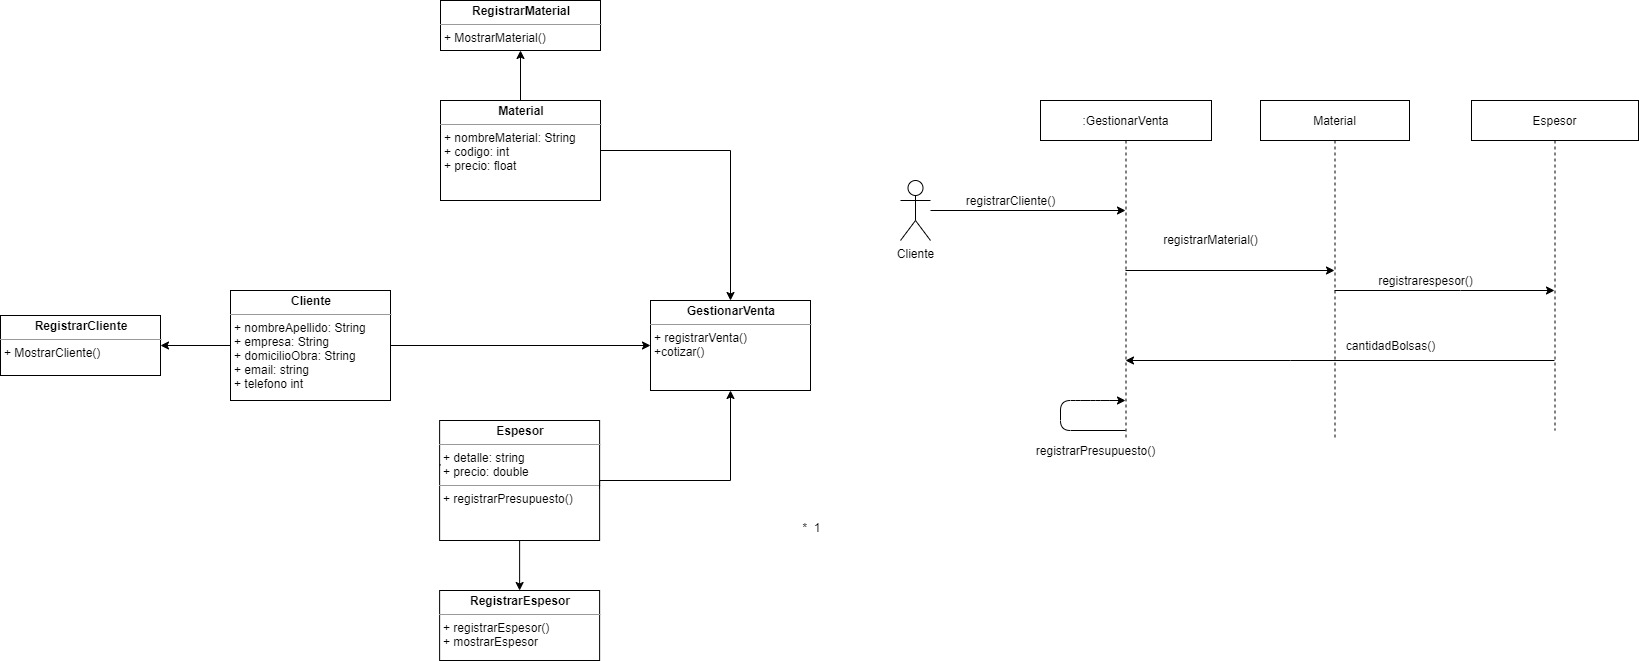 RegistrarMaterial
+ MostrarMaterial()
Material
+ nombreMaterial: String
+ codigo: int
+ precio: float
RegistrarCliente
+ MostrarCliente()
Cliente
+ nombreApellido: String
+ empresa: String
+ domicilioObra: String
+ email: string
+ telefono int
GestionarVenta
+ registrarVenta()
+cotizar()
Espesor
+ detalle: string
+ precio: double
+ registrarPresupuesto()
* 1
RegistrarEspesor
+ registrarEspesor()
+ mostrarEspesor
:GestionarVenta
Material
Espesor
registrarCliente()
Cliente
registrarMaterial()
registrarespesor()
cantidadBolsas()
registrarPresupuesto()